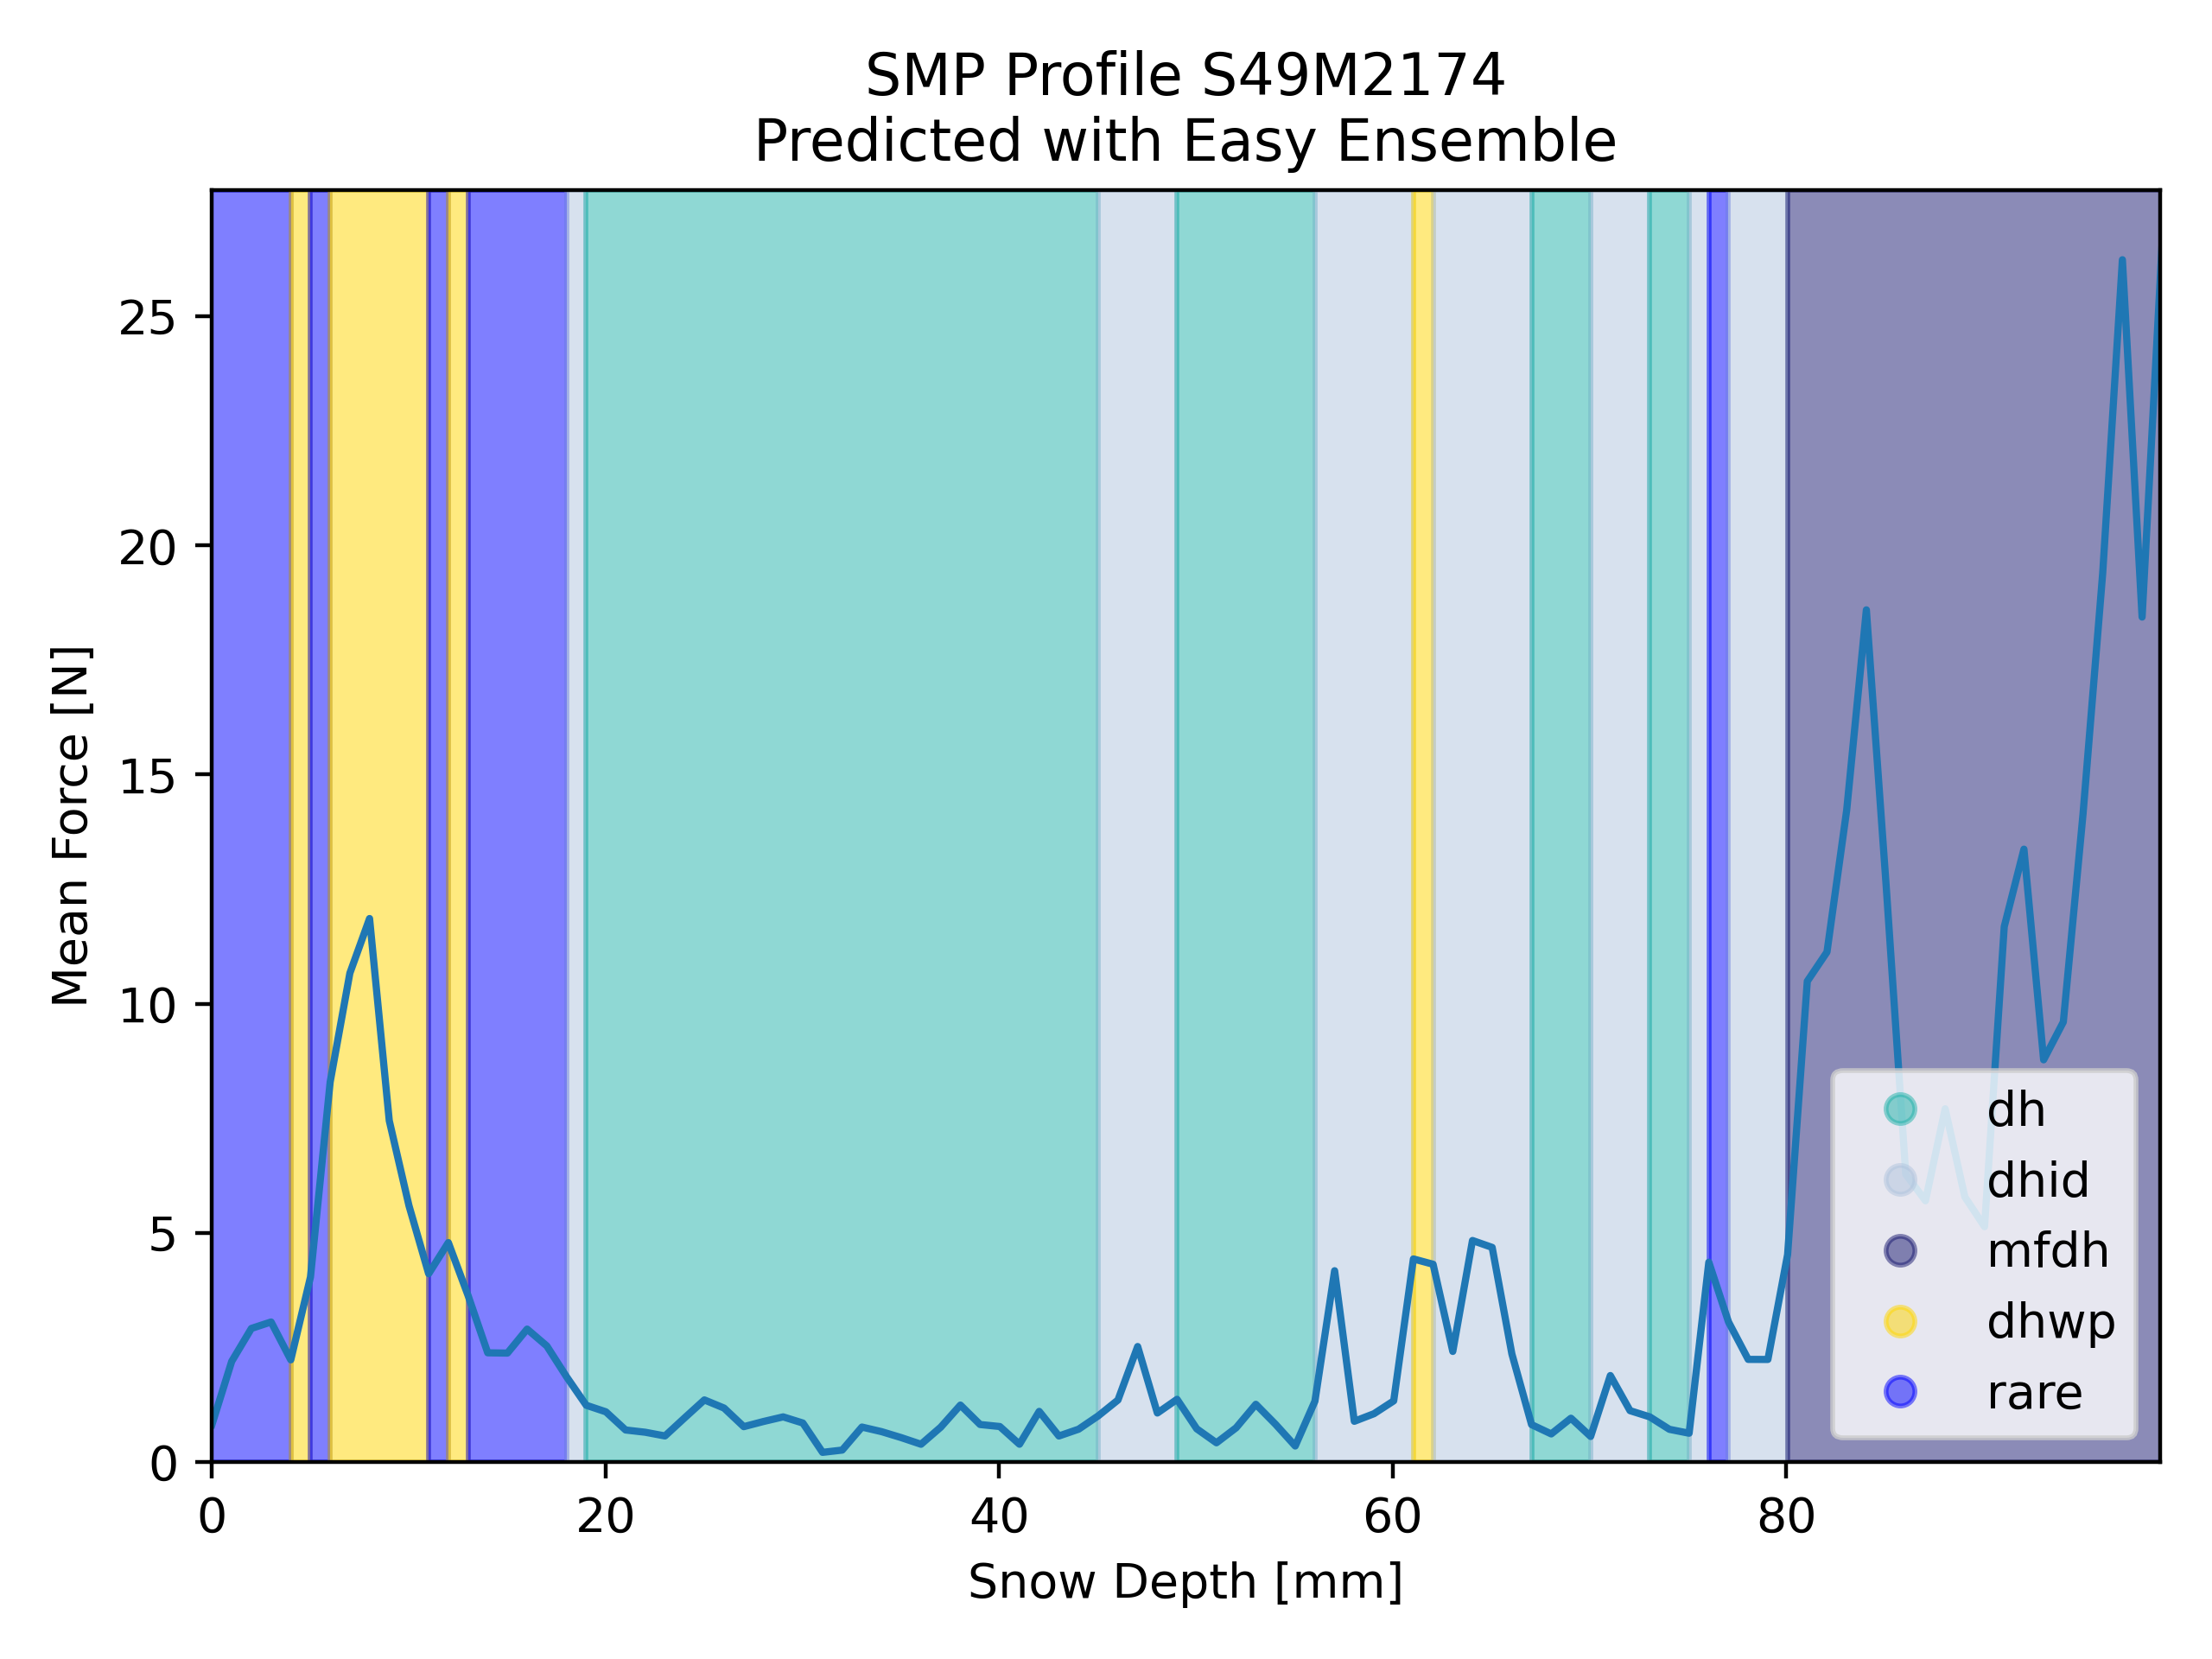 SMP Profile S49M2174
Predicted with Easy Ensemble
Mean Force [N]
25
20
15
10
5
0
0 20 40 60 80
Snow Depth [mm]
dh
dhid
mfdh
dhwp
rare